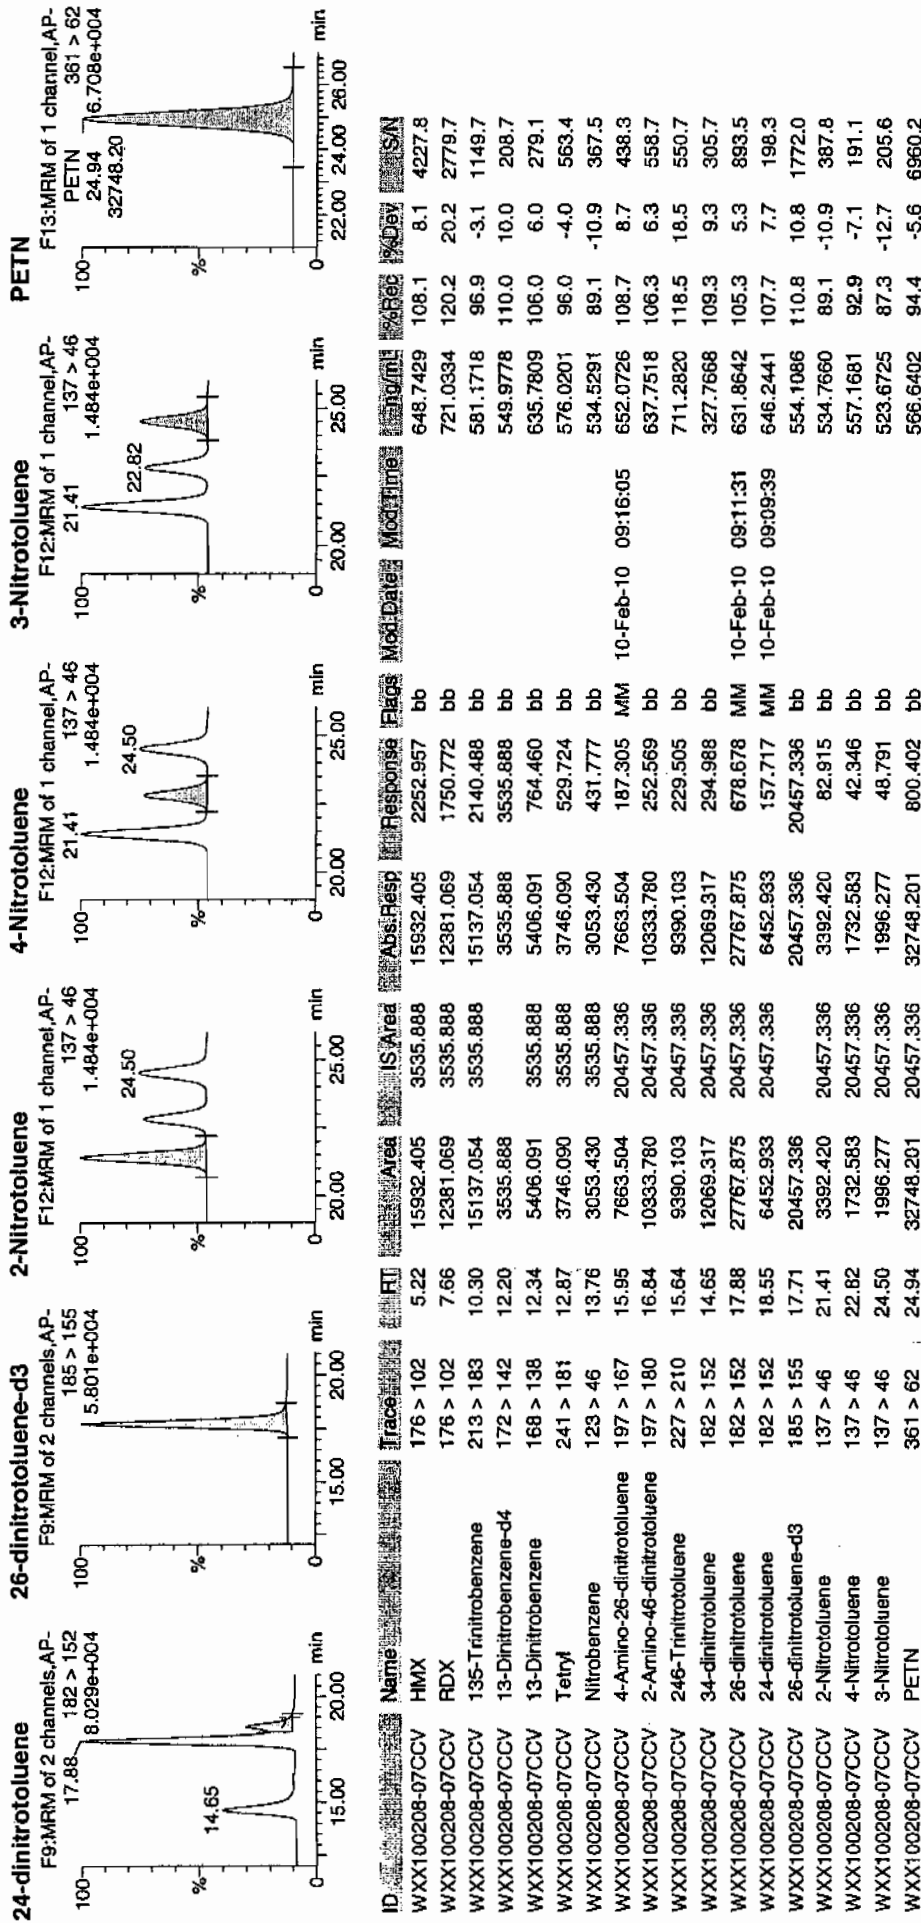 24-dinitrotoluene
F9:MRM of 2 channels,AP-
182 > 152
8.029e+004
17.88
14.65
100
%
0
15.00
20.00
min
26-dinitrotoluene-d3
F9:MRM of 2 channels,AP-
185 > 155
5.801e+004
100
%
0
15.00
20.00
min
2-Nitrotoluene
F12:MRM of 1 channel,AP-
137 > 46
1.484e+004
24.50
100
%
0
20.00
25.00
min
4-Nitrotoluene
F12:MRM of 1 channel,AP-
137 > 46
1.484e+004
21.41
24.50
100
%
0
20.00
25.00
min
3-Nitrotoluene
F12:MRM of 1 channel,AP-
137 > 46
1.484e+004
21.41
22.82
100
%
0
20.00
25.00
min
PETN
F13:MRM of 1 channel,AP-
361 > 62
6.708e+004
PETN
24.94
32748.20
100
%
0
22.00
24.00
26.00
min
ID Name Trace RT Area IS Area Abs.Resp Response Flags Mod.Date Mod.Time ng/mL %Rec %Dev S/N
WXX100208-07CCV HMX 176 > 102 5.22 15932.405 3535.888 15932.405 2252.957 bb 648.7429 108.1 8.1 4227.8
WXX100208-07CCV RDX 176 > 102 7.66 12381.069 3535.888 12381.069 1750.772 bb 721.0334 120.2 20.2 2779.7
WXX100208-07CCV 135-Trinitrobenzene 213 > 183 10.30 15137.054 3535.888 15137.054 2140.488 bb 581.1718 96.9 -3.1 1149.7
WXX100208-07CCV 13-Dinitrobenzene-d4 172 > 142 12.20 3535.888 3535.888 3535.888 bb 549.9778 110.0 10.0 208.7
WXX100208-07CCV 13-Dinitrobenzene 168 > 138 12.34 5406.091 3535.888 5406.091 764.460 bb 635.7809 106.0 6.0 279.1
WXX100208-07CCV Tetryl 241 > 181 12.87 3746.090 3535.888 3746.090 529.724 bb 576.0201 96.0 -4.0 563.4
WXX100208-07CCV Nitrobenzene 123 > 46 13.76 3053.430 3535.888 3053.430 431.777 bb 534.5291 89.1 -10.9 367.5
WXX100208-07CCV 4-Amino-26-dinitrotoluene 197 > 167 15.95 7663.504 20457.336 7663.504 187.305 MM 10-Feb-10 09:16:05 652.0726 108.7 8.7 438.3
WXX100208-07CCV 2-Amino-46-dinitrotoluene 197 > 180 16.84 10333.780 20457.336 10333.780 252.569 bb 637.7518 106.3 6.3 558.7
WXX100208-07CCV 246-Trinitrotoluene 227 > 210 15.64 9390.103 20457.336 9390.103 229.505 bb 711.2820 118.5 18.5 550.7
WXX100208-07CCV 34-dinitrotoluene 182 > 152 14.65 12069.317 20457.336 12069.317 294.988 bb 327.7668 109.3 9.3 305.7
WXX100208-07CCV 26-dinitrotoluene 182 > 152 17.88 27767.875 20457.336 27767.875 678.678 MM 10-Feb-10 09:11:31 631.8642 105.3 5.3 893.5
WXX100208-07CCV 24-dinitrotoluene 182 > 152 18.55 6452.933 20457.336 6452.933 157.717 MM 10-Feb-10 09:09:39 646.2441 107.7 7.7 198.3
WXX100208-07CCV 26-dinitrotoluene-d3 185 > 155 17.71 20457.336 20457.336 20457.336 bb 554.1086 110.8 10.8 1772.0
WXX100208-07CCV 2-Nitrotoluene 137 > 46 21.41 3392.420 20457.336 3392.420 82.915 bb 534.7660 89.1 -10.9 387.8
WXX100208-07CCV 4-Nitrotoluene 137 > 46 22.82 1732.583 20457.336 1732.583 42.346 bb 557.1681 92.9 -7.1 191.1
WXX100208-07CCV 3-Nitrotoluene 137 > 46 24.50 1996.277 20457.336 1996.277 48.791 bb 523.6725 87.3 -12.7 205.6
WXX100208-07CCV PETN 361 > 62 24.94 32748.201 20457.336 32748.201 800.402 bb 566.6402 94.4 -5.6 6960.2